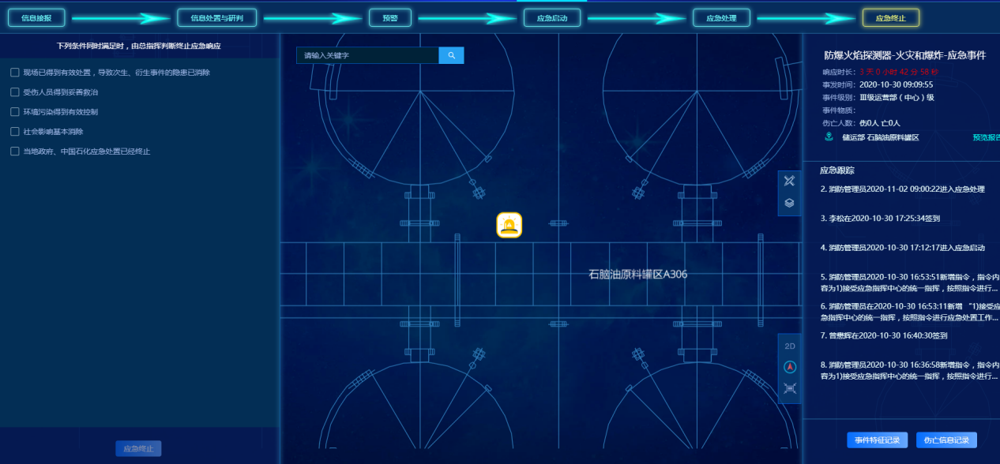 信息接报
信息处置与研判
预警
应急启动
应急处理
应急终止
下列条件同时满足时，由总指挥判断终止应急响应
现场已得到有效处置，导致次生、衍生事件的隐患已消除
受伤人员得到妥善救治
环境污染得到有效控制
社会影响基本消除
当地政府、中国石化应急处置已经终止
应急终止
请输入关键字
石脑油原料罐区A306
2D
防爆火焰探测器-火灾和爆炸-应急事件
响应时长：3 天 0 小时 42 分 58 秒
事发时间：2020-10-30 09:09:55
事件级别：Ⅲ级运营部（中心）级
事件物质：
伤亡人数：伤0人 亡0人
储运部 石脑油原料罐区
预览报告
应急跟踪
2. 消防管理员2020-11-02 09:00:22进入应急处理
3. 李松在2020-10-30 17:25:34签到
4. 消防管理员2020-10-30 17:12:17进入应急启动
5. 消防管理员2020-10-30 16:53:51新增指令，指令内
容为1)接受应急指挥中心的统一指挥，按照指令进行...
6. 消防管理员在2020-10-30 16:53:11新增 “1)接受应
急指挥中心的统一指挥，按照指令进行应急处置工作...
7. 曾懋辉在2020-10-30 16:40:30签到
8. 消防管理员2020-10-30 16:36:58新增指令，指令内
容为1)接受应急指挥中心的统一指挥，按照指令进行...
事件特征记录
伤亡信息记录